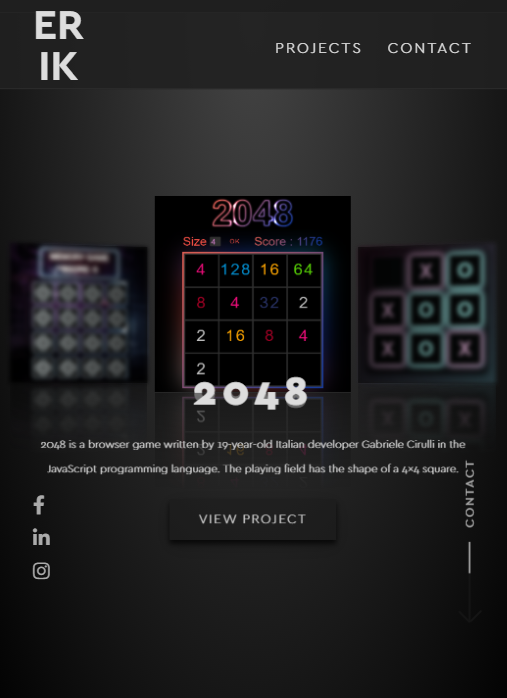 ER
IK
PROJECTS CONTACT
2048
Size 4 OK Score : 1176
4 128 16 64
8 4 32 2
2 16 8 4
2
X O
X O O
X O X
2048
2048 is a browser game written by 19-year-old Italian developer Gabriele Cirulli in the
JavaScript programming language. The playing field has the shape of a 4×4 square.
VIEW PROJECT
CONTACT